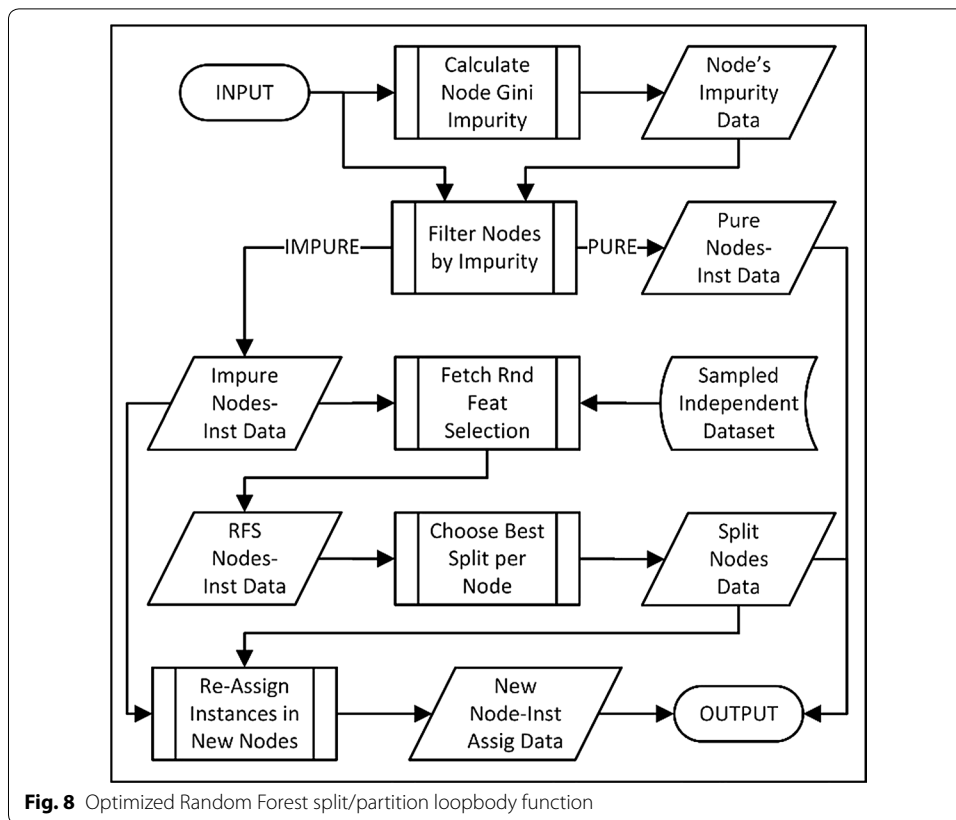 INPUT
Calculate
Node Gini
Impurity
Node's
Impurity
Data
Filter Nodes
by Impurity
IMPURE
PURE
Pure
Nodes-
Inst Data
Impure
Nodes-
Inst Data
Fetch Rnd
Feat
Selection
Sampled
Independent
Dataset
RFS
Nodes-
Inst Data
Choose Best
Split per
Node
Split
Nodes
Data
Re-Assign
Instances in
New Nodes
New
Node-Inst
Assig Data
OUTPUT
Fig. 8 Optimized Random Forest split/partition loopbody function